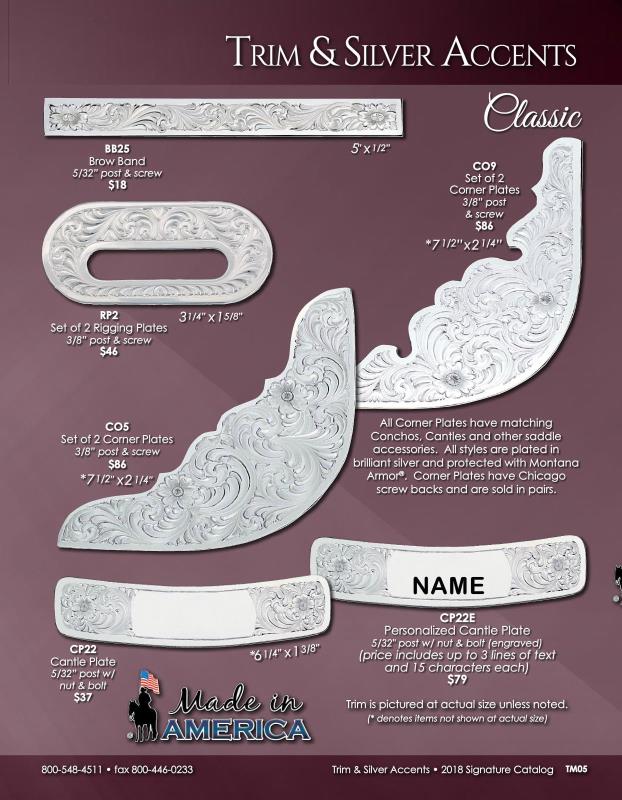 TRIM & SILVER ACCENTS
Classic
BB25
Brow Band
5/32" post & screw
$18
5" x 1/2"
CO9
Set of 2
Corner Plates
3/8" post
& screw
$86
*7 1/2" x 2 1/4"
RP2
Set of 2 Rigging Plates
3/8" post & screw
$46
3 1/4" x 1 5/8"
CO5
Set of 2 Corner Plates
3/8" post & screw
$86
*7 1/2" x 2 1/4"
All Corner Plates have matching
Conchos, Cantles and other saddle
accessories. All styles are plated in
brilliant silver and protected with Montana
Armor®. Corner Plates have Chicago
screw backs and are sold in pairs.
NAME
CP22E
Personalized Cantle Plate
5/32" post w/ nut & bolt (engraved)
(price includes up to 3 lines of text
and 15 characters each)
$79
CP22
Cantle Plate
5/32" post w/
nut & bolt
$37
*6 1/4" x 1 3/8"
Made in
AMERICA
Trim is pictured at actual size unless noted.
(* denotes items not shown at actual size)
800-548-4511 • fax 800-446-0233
Trim & Silver Accents • 2018 Signature Catalog TM05